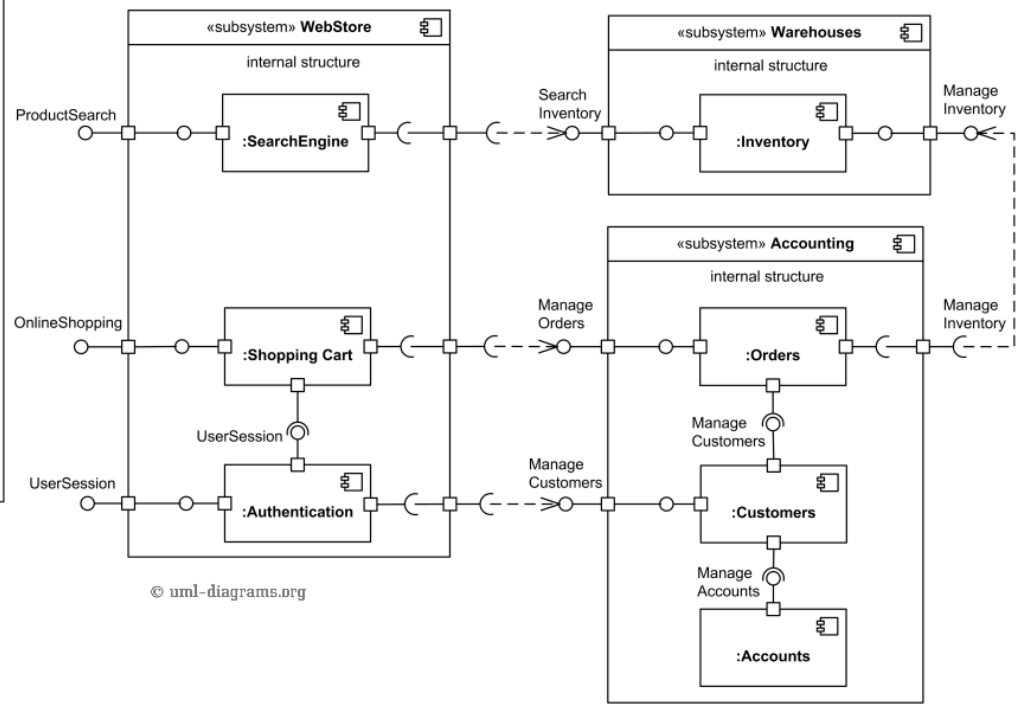 «subsystem» WebStore
internal structure
ProductSearch
:SearchEngine
Search
Inventory
«subsystem» Warehouses
internal structure
:Inventory
Manage
Inventory
OnlineShopping
:Shopping Cart
UserSession
UserSession
:Authentication
Manage
Orders
Manage
Customers
«subsystem» Accounting
internal structure
:Orders
Manage
Inventory
Manage
Customers
:Customers
Manage
Accounts
:Accounts
© uml-diagrams.org